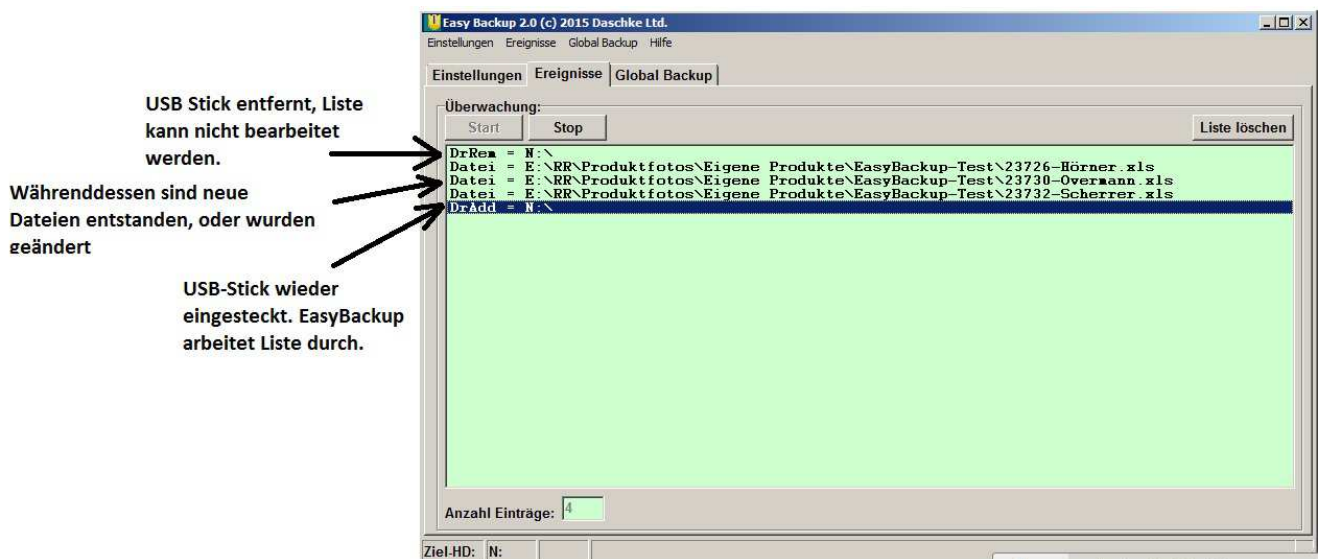 Easy Backup 2.0 (c) 2015 Daschke Ltd.
Einstellungen Ereignisse Global Backup Hilfe
Einstellungen Ereignisse Global Backup
Überwachung:
Start Stop Liste löschen
DrRem = N:\
Datei = E:\RR\Produktfotos\Eigene Produkte\EasyBackup-Test\23726-Hörner.xls
Datei = E:\RR\Produktfotos\Eigene Produkte\EasyBackup-Test\23730-Overmann.xls
Datei = E:\RR\Produktfotos\Eigene Produkte\EasyBackup-Test\23732-Scherrer.xls
DrAdd = N:\
Anzahl Einträge: 4
Ziel-HD: N:
USB Stick entfernt, Liste
kann nicht bearbeitet
werden.
Währenddessen sind neue
Dateien entstanden, oder wurden
geändert
USB-Stick wieder
eingesteckt. EasyBackup
arbeitet Liste durch.